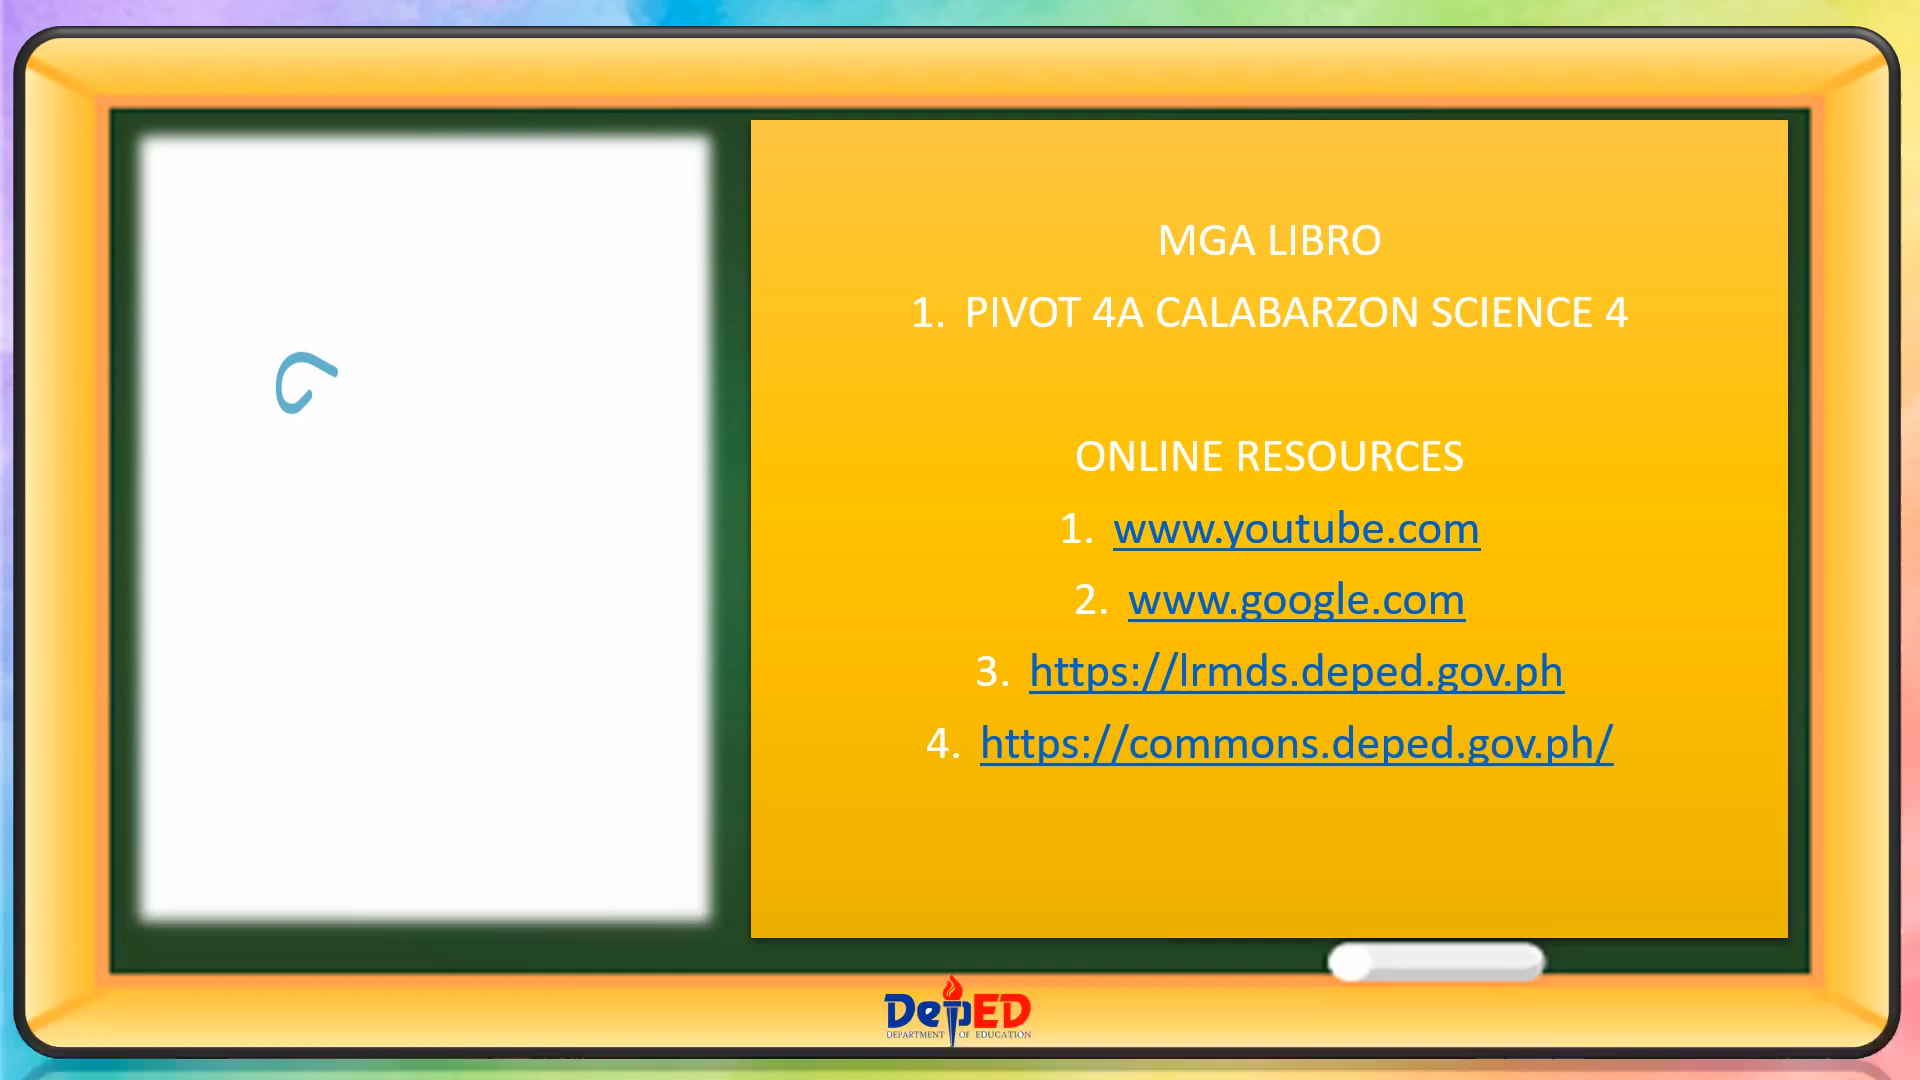 MGA LIBRO
1. PIVOT 4A CALABARZON SCIENCE 4
ONLINE RESOURCES
1. www.youtube.com
2. www.google.com
3. https://lrmds.deped.gov.ph
4. https://commons.deped.gov.ph/
DepED
DEPARTMENT OF EDUCATION